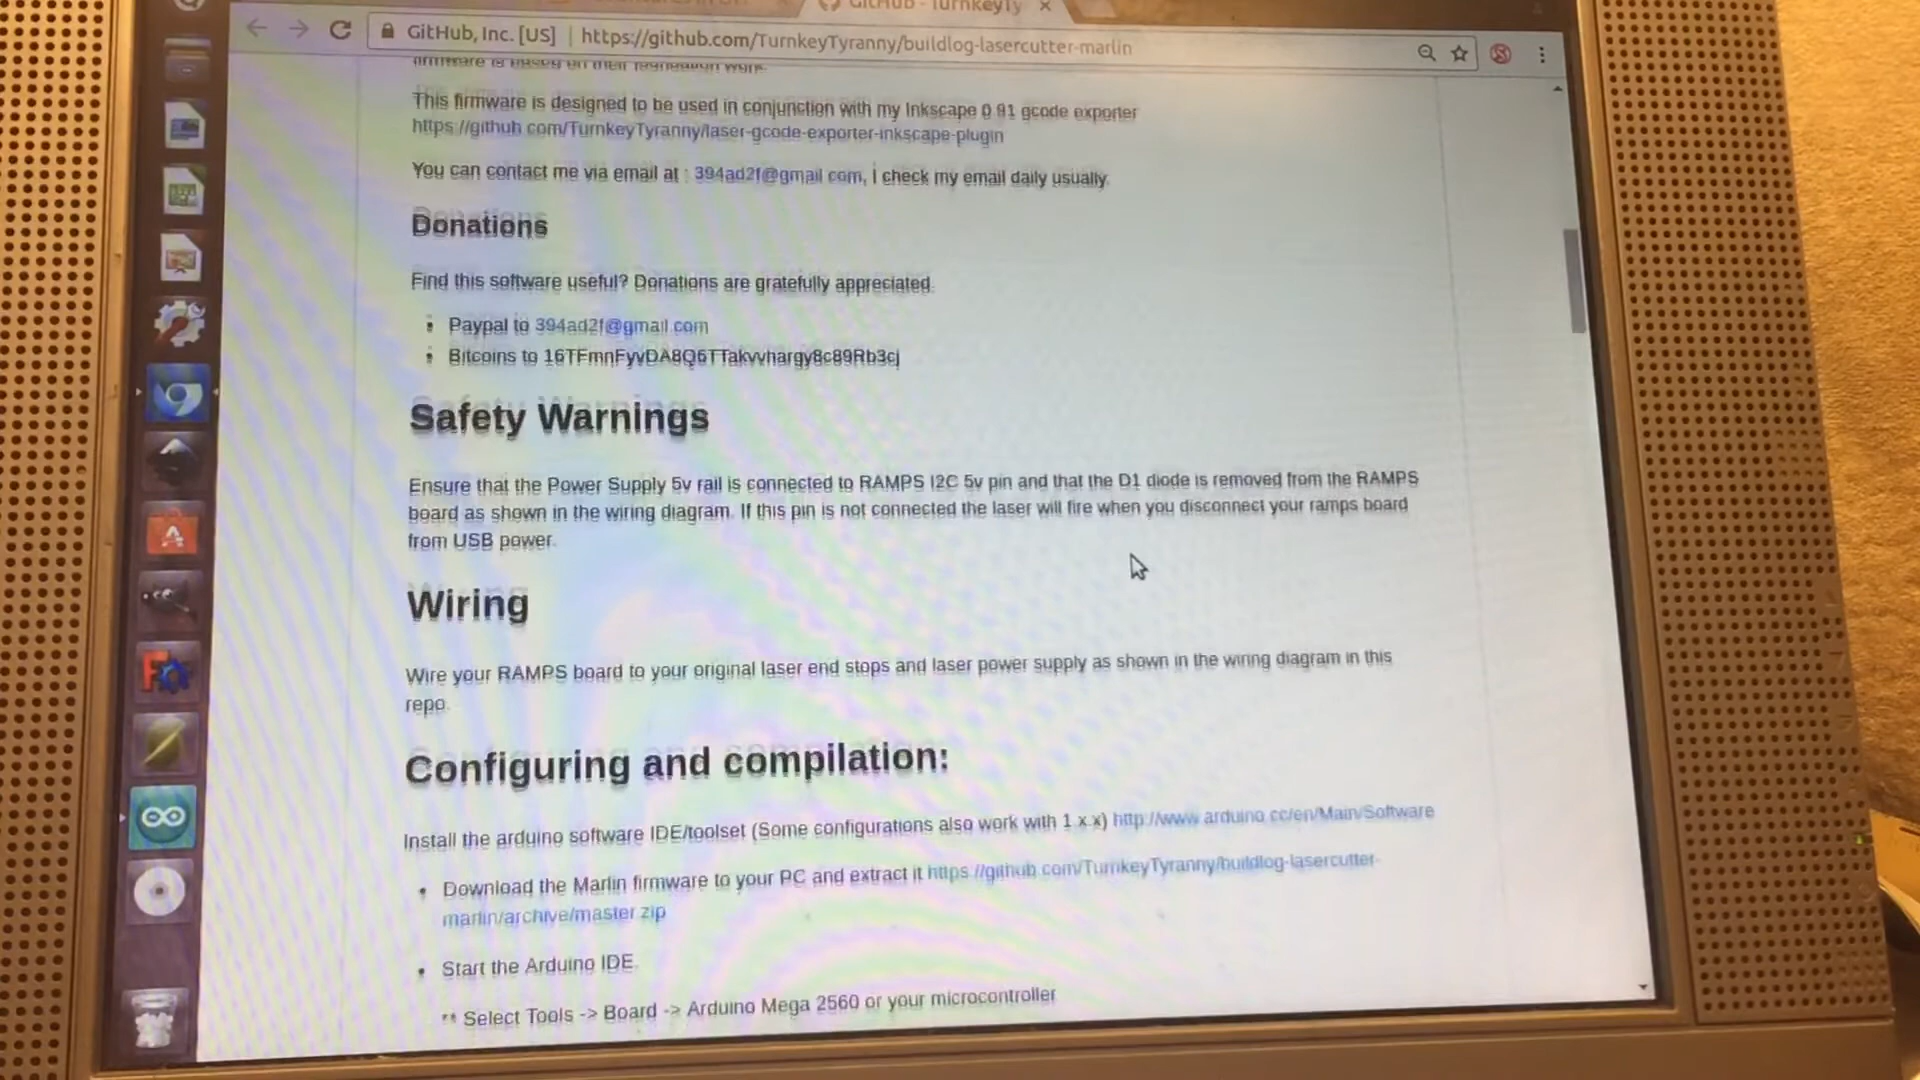 GitHub - TurnkeyTy
GitHub, Inc. [US] | https://github.com/TurnkeyTyranny/buildlog-lasercutter-marlin
firmware is based on their foundation work.
This firmware is designed to be used in conjunction with my Inkscape 0.91 gcode exporter
https://github.com/TurnkeyTyranny/laser-gcode-exporter-inkscape-plugin
You can contact me via email at : 394ad2f@gmail.com, i check my email daily usually.
Donations
Find this software useful? Donations are gratefully appreciated.
Paypal to 394ad2f@gmail.com
Bitcoins to
Safety Warnings
Ensure that the Power Supply 5v rail is connected to RAMPS I2C 5v pin and that the D1 diode is removed from the RAMPS
board as shown in the wiring diagram. If this pin is not connected the laser will fire when you disconnect your ramps board
from USB power.
Wiring
Wire your RAMPS board to your original laser end stops and laser power supply as shown in the wiring diagram in this
repo.
Configuring and compilation:
Install the arduino software IDE/toolset (Some configurations also work with 1.x.x) http://www.arduino.cc/en/Main/Software
Download the Marlin firmware to your PC and extract it https://github.com/TurnkeyTyranny/buildlog-lasercutter-
marlin/archive/master.zip
Start the Arduino IDE.
** Select Tools -> Board -> Arduino Mega 2560 or your microcontroller